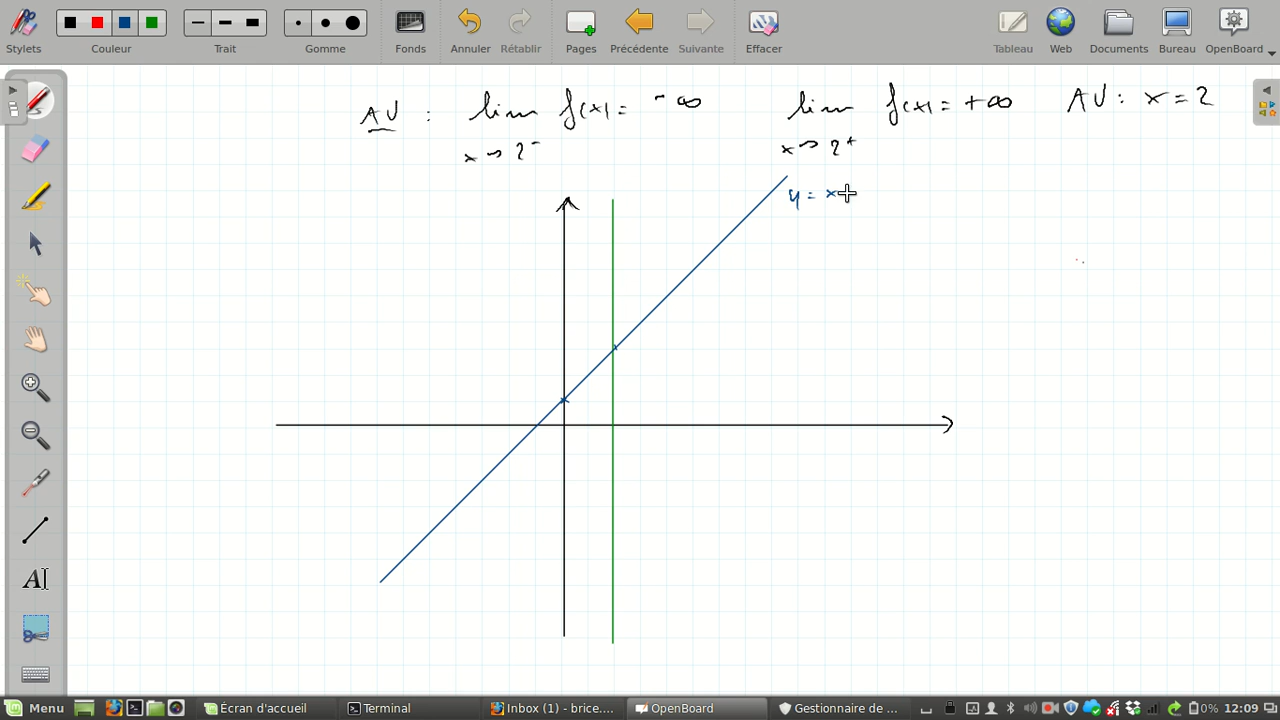 Stylets Couleur Trait Gomme Fonds Annuler Rétablir Pages Précédente Suivante Effacer Tableau Web Documents Bureau OpenBoard
AV : lim f(x) = -∞ lim f(x) = +∞ AV : x = 2
x → 2⁻ x → 2⁺
y = x
Menu Ecran d'accueil Terminal Inbox (1) - brice.... OpenBoard Gestionnaire de ... 0% 12:09